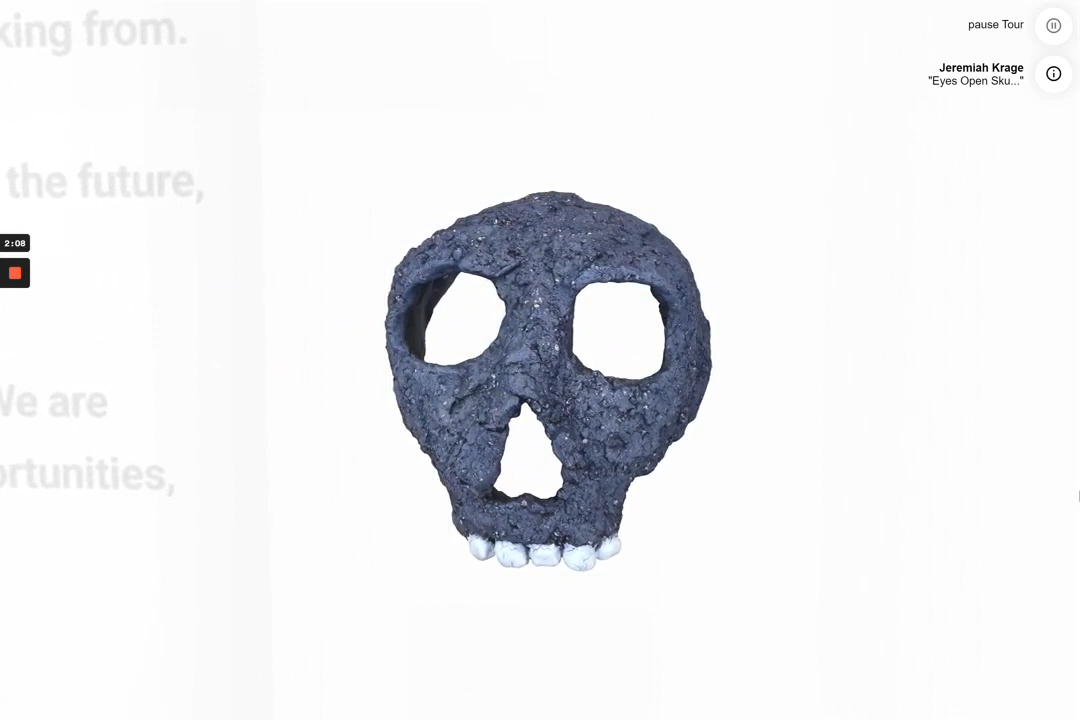 king from.
the future,
We are
ortunities,
2:08
pause Tour
Jeremiah Krage
"Eyes Open Sku..."